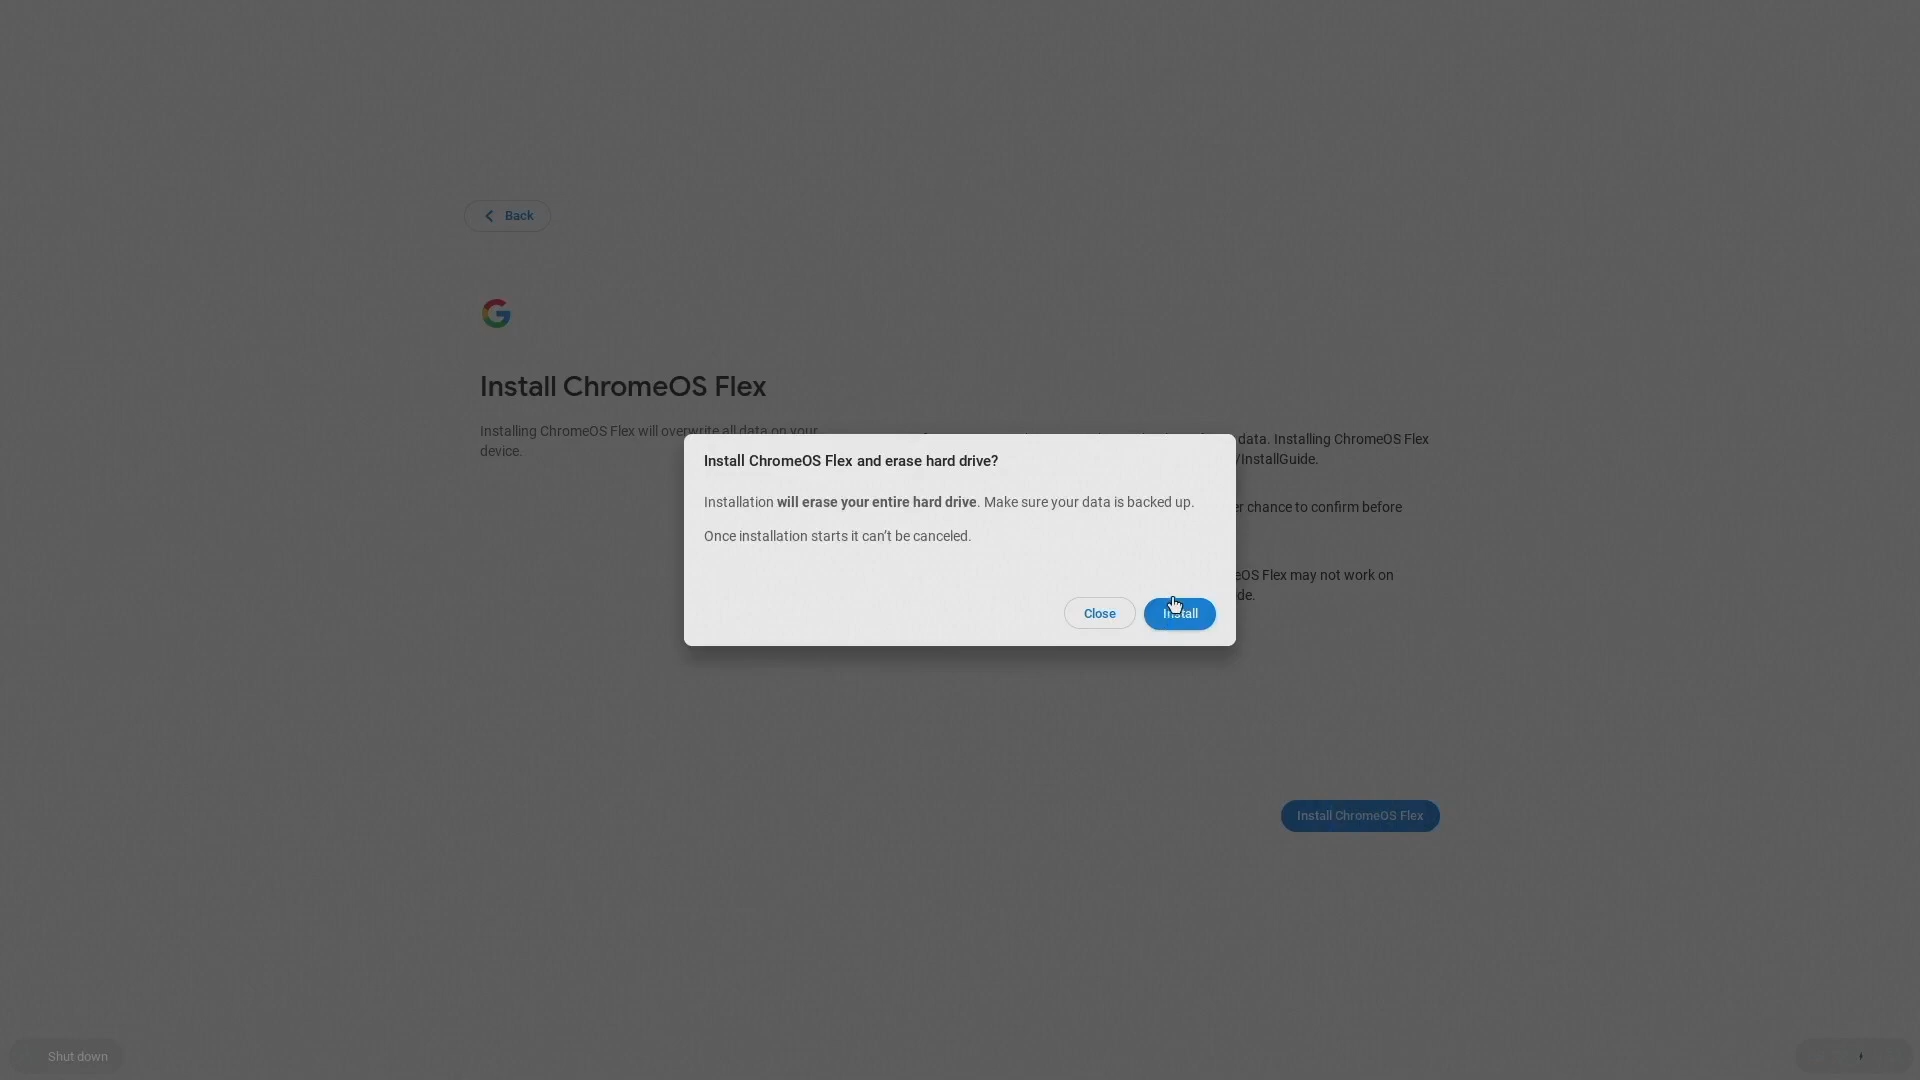 Back
Install ChromeOS Flex
Installing ChromeOS Flex will overwrite all data on your
device.
data. Installing ChromeOS Flex
/InstallGuide.
chance to confirm before
Flex may not work on
Install ChromeOS Flex and erase hard drive?
Installation will erase your entire hard drive. Make sure your data is backed up.
Once installation starts it can’t be canceled.
Close
Install
Install ChromeOS Flex
Shut down